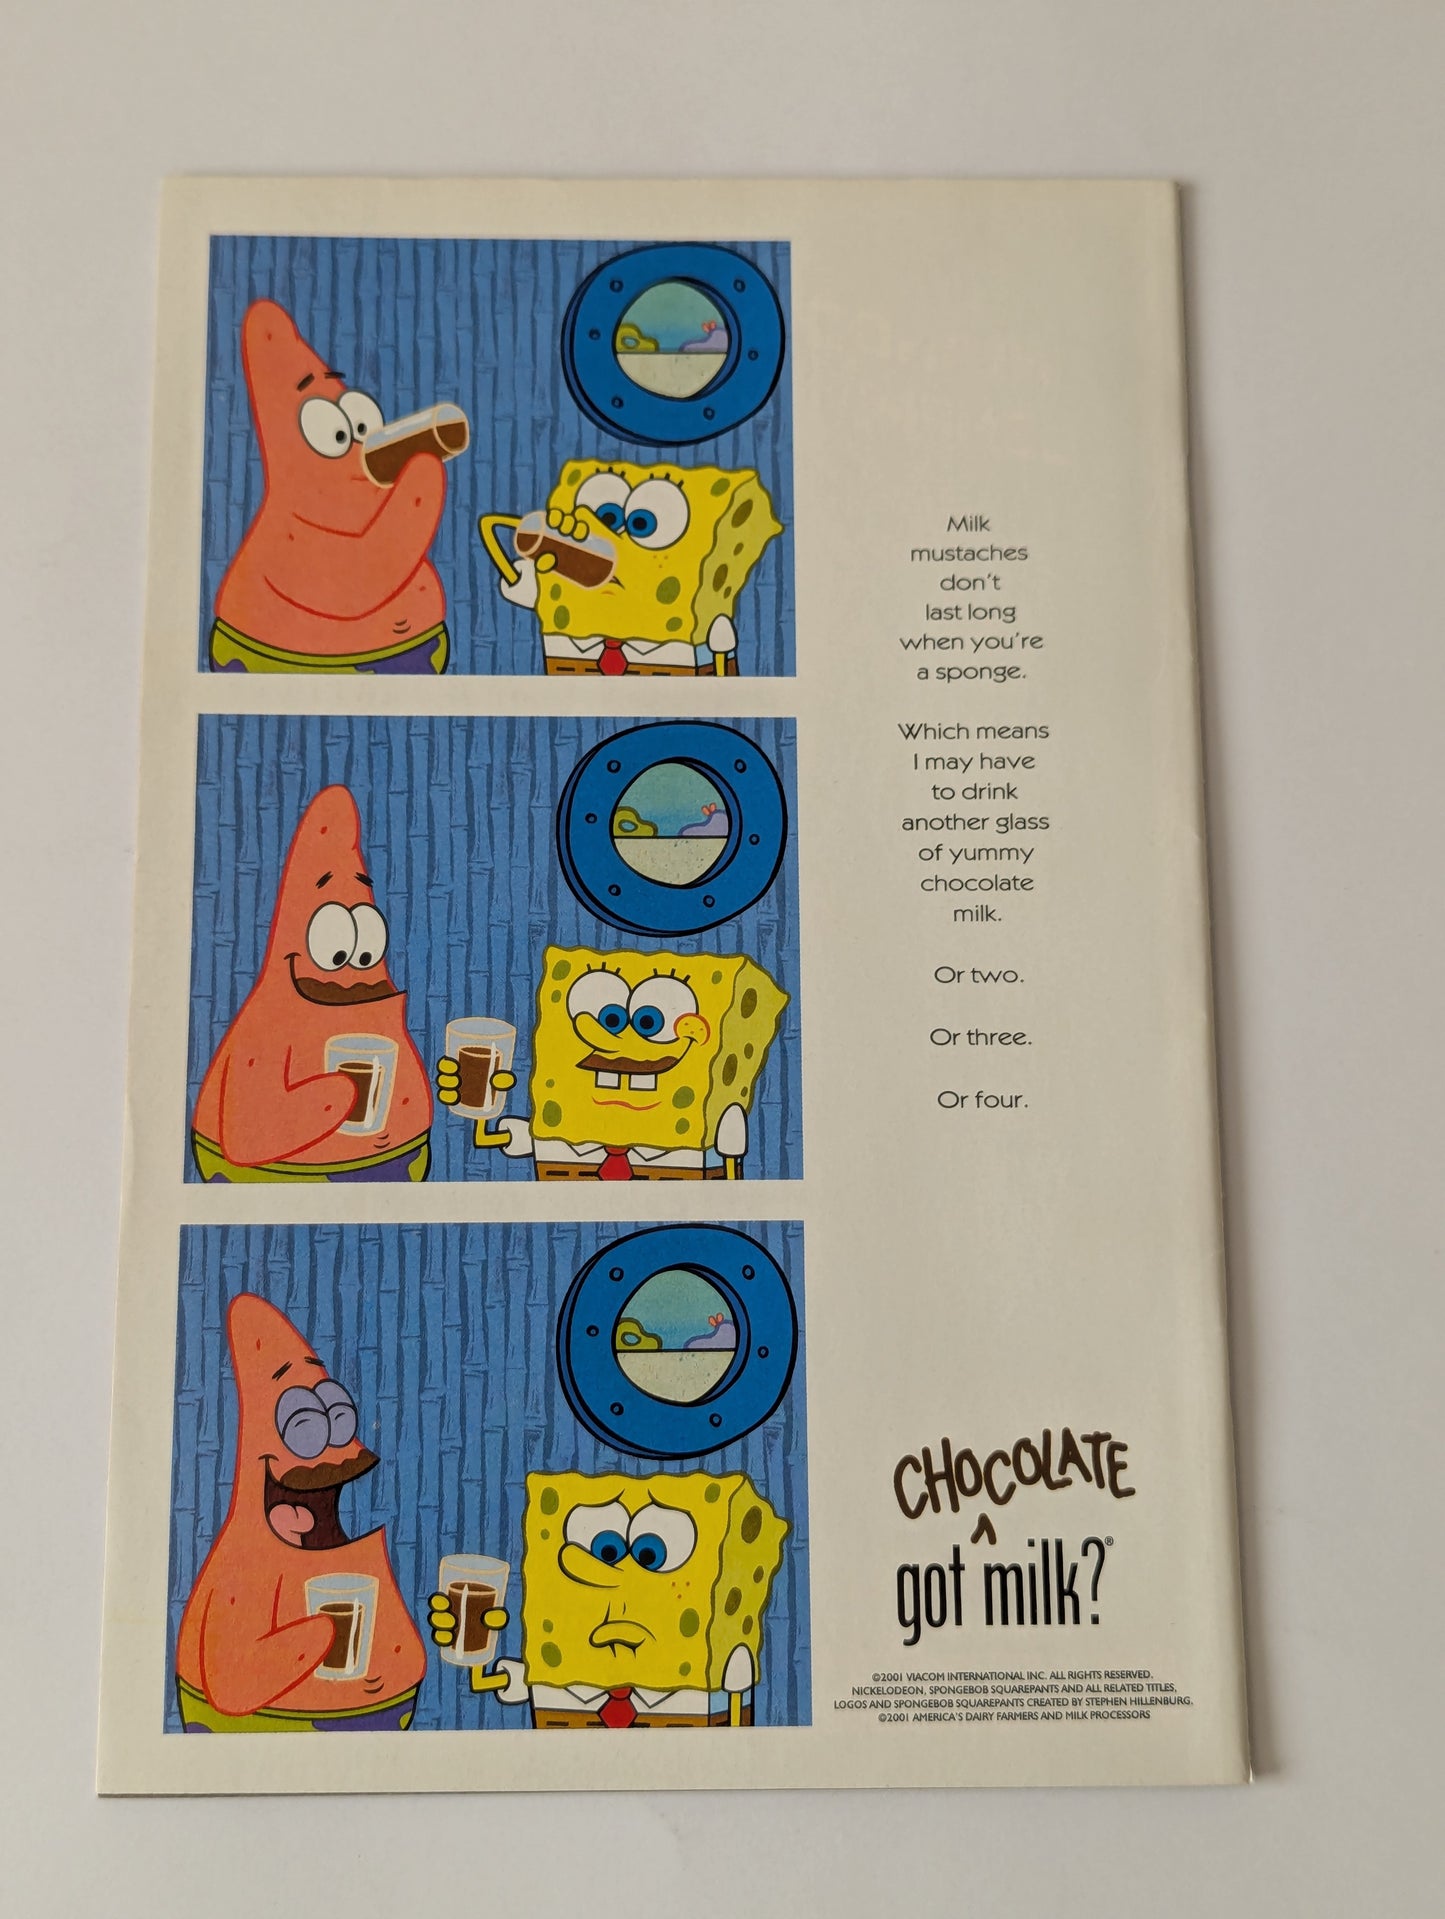 Milk
mustaches
don't
last long
when you're
a sponge.
Which means
I may have
to drink
another glass
of yummy
chocolate
milk.
Or two.
Or three.
Or four.
CHOCOLATE
^
got milk?®
©2001 VIACOM INTERNATIONAL INC. ALL RIGHTS RESERVED.
NICKELODEON, SPONGEBOB SQUAREPANTS AND ALL RELATED TITLES,
LOGOS AND SPONGEBOB SQUAREPANTS CREATED BY STEPHEN HILLENBURG.
©2001 AMERICA'S DAIRY FARMERS AND MILK PROCESSORS